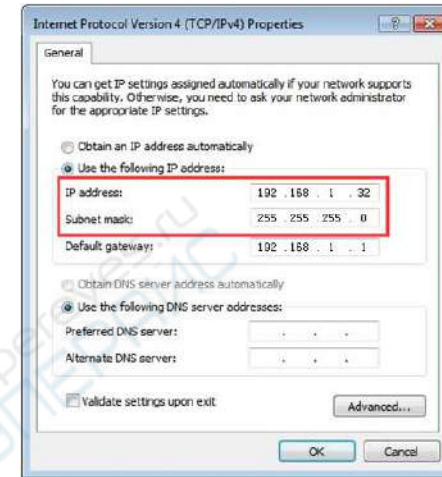 Internet Protocol Version 4 (TCP/IPv4) Properties
General
You can get IP settings assigned automatically if your network supports
this capability. Otherwise, you need to ask your network administrator
for the appropriate IP settings.
Obtain an IP address automatically
Use the following IP address:
IP address: 192 . 168 . 1 . 32
Subnet mask: 255 . 255 . 255 . 0
Default gateway: 192 . 168 . 1 . 1
Obtain DNS server address automatically
Use the following DNS server addresses:
Preferred DNS server: . . .
Alternate DNS server: . . .
Validate settings upon exit
Advanced...
OK Cancel